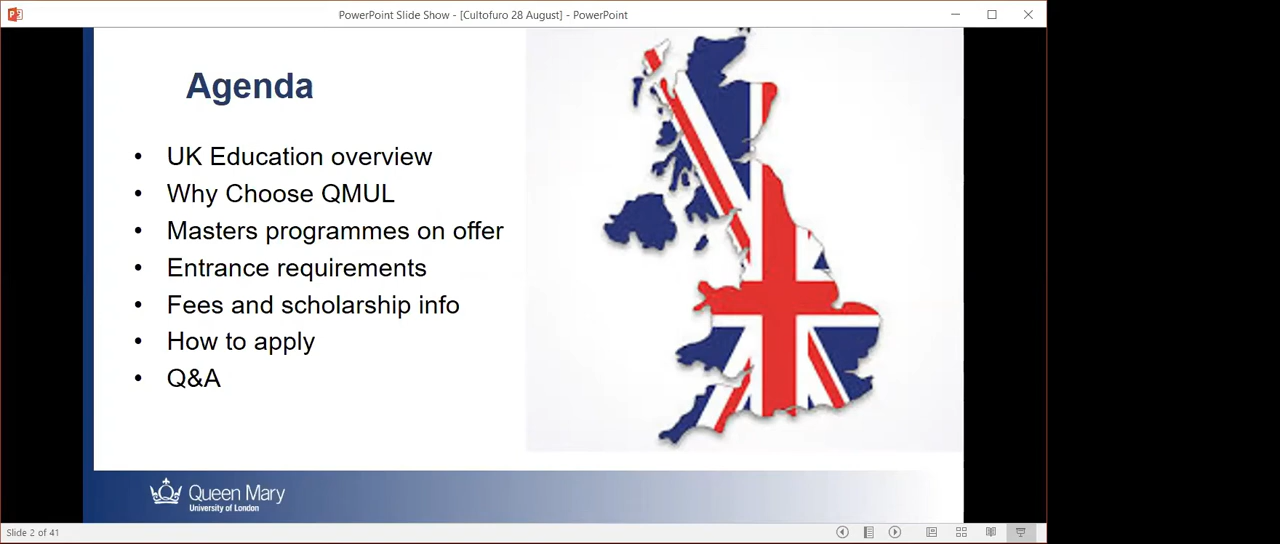 PowerPoint Slide Show - [Cultofuro 28 August] - PowerPoint
Agenda
• UK Education overview
• Why Choose QMUL
• Masters programmes on offer
• Entrance requirements
• Fees and scholarship info
• How to apply
• Q&A
Queen Mary
University of London
Slide 2 of 41